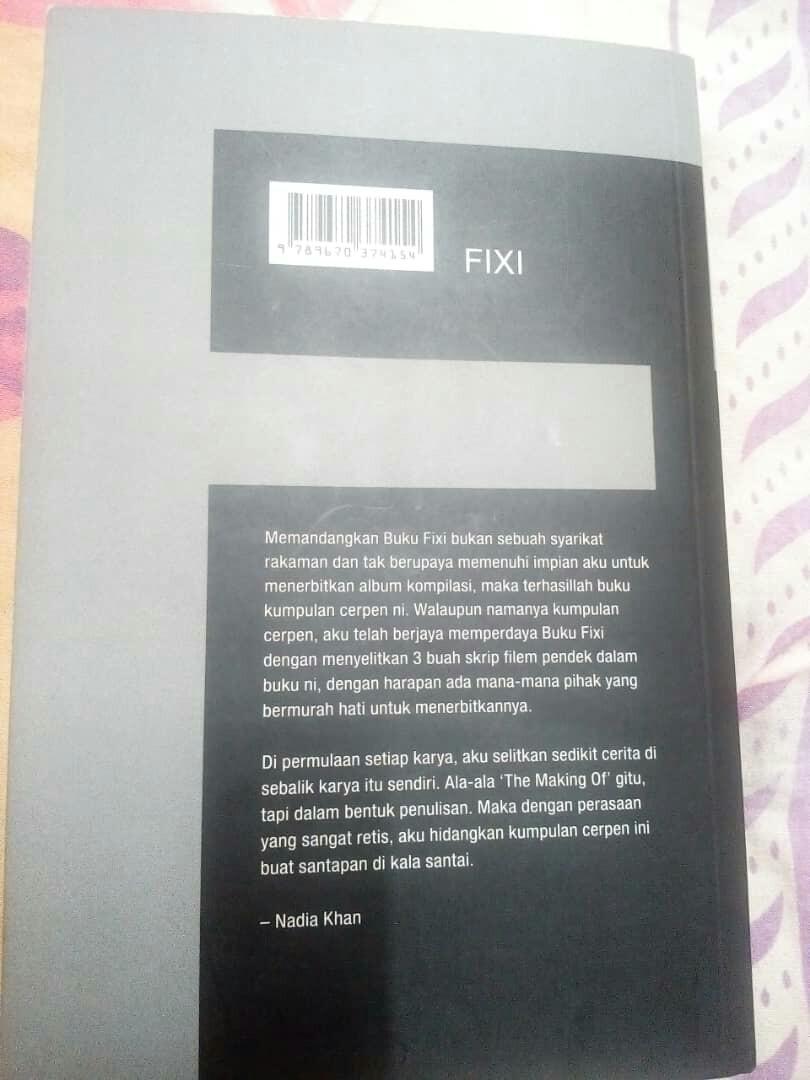 9 789670 374154
FIXI
Memandangkan Buku Fixi bukan sebuah syarikat
rakaman dan tak berupaya memenuhi impian aku untuk
menerbitkan album kompilasi, maka terhasillah buku
kumpulan cerpen ni. Walaupun namanya kumpulan
cerpen, aku telah berjaya memperdaya Buku Fixi
dengan menyelitkan 3 buah skrip filem pendek dalam
buku ni, dengan harapan ada mana-mana pihak yang
bermurah hati untuk menerbitkannya.
Di permulaan setiap karya, aku selitkan sedikit cerita di
sebalik karya itu sendiri. Ala-ala ‘The Making Of’ gitu,
tapi dalam bentuk penulisan. Maka dengan perasaan
yang sangat retis, aku hidangkan kumpulan cerpen ini
buat santapan di kala santai.
– Nadia Khan